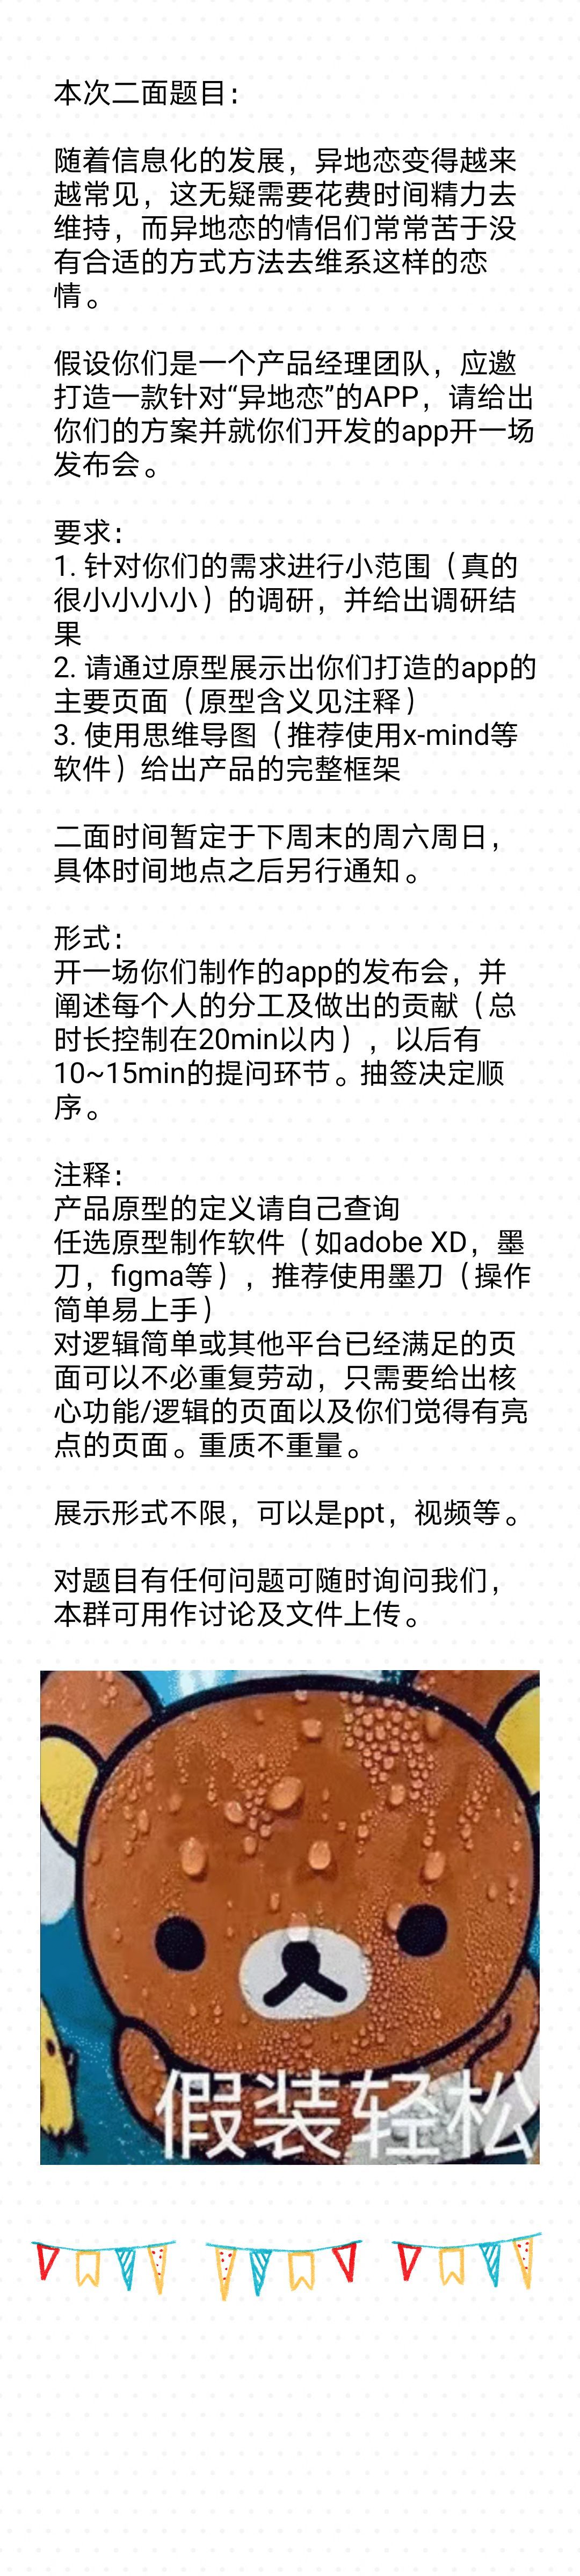 本次二面题目：
随着信息化的发展，异地恋变得越来
越常见，这无疑需要花费时间精力去
维持，而异地恋的情侣们常常苦于没
有合适的方式方法去维系这样的恋
情。
假设你们是一个产品经理团队，应邀
打造一款针对“异地恋”的APP，请给出
你们的方案并就你们开发的app开一场
发布会。
要求：
1. 针对你们的需求进行小范围（真的
很小小小小）的调研，并给出调研结
果
2. 请通过原型展示出你们打造的app的
主要页面（原型含义见注释）
3. 使用思维导图（推荐使用x-mind等
软件）给出产品的完整框架
二面时间暂定于下周末的周六周日，
具体时间地点之后另行通知。
形式：
开一场你们制作的app的发布会，并
阐述每个人的分工及做出的贡献（总
时长控制在20min以内），以后有
10~15min的提问环节。抽签决定顺
序。
注释：
产品原型的定义请自己查询
任选原型制作软件（如adobe XD，墨
刀，figma等），推荐使用墨刀（操作
简单易上手）
对逻辑简单或其他平台已经满足的页
面可以不必重复劳动，只需要给出核
心功能/逻辑的页面以及你们觉得有亮
点的页面。重质不重量。
展示形式不限，可以是ppt，视频等。
对题目有任何问题可随时询问我们，
本群可用作讨论及文件上传。
假装轻松